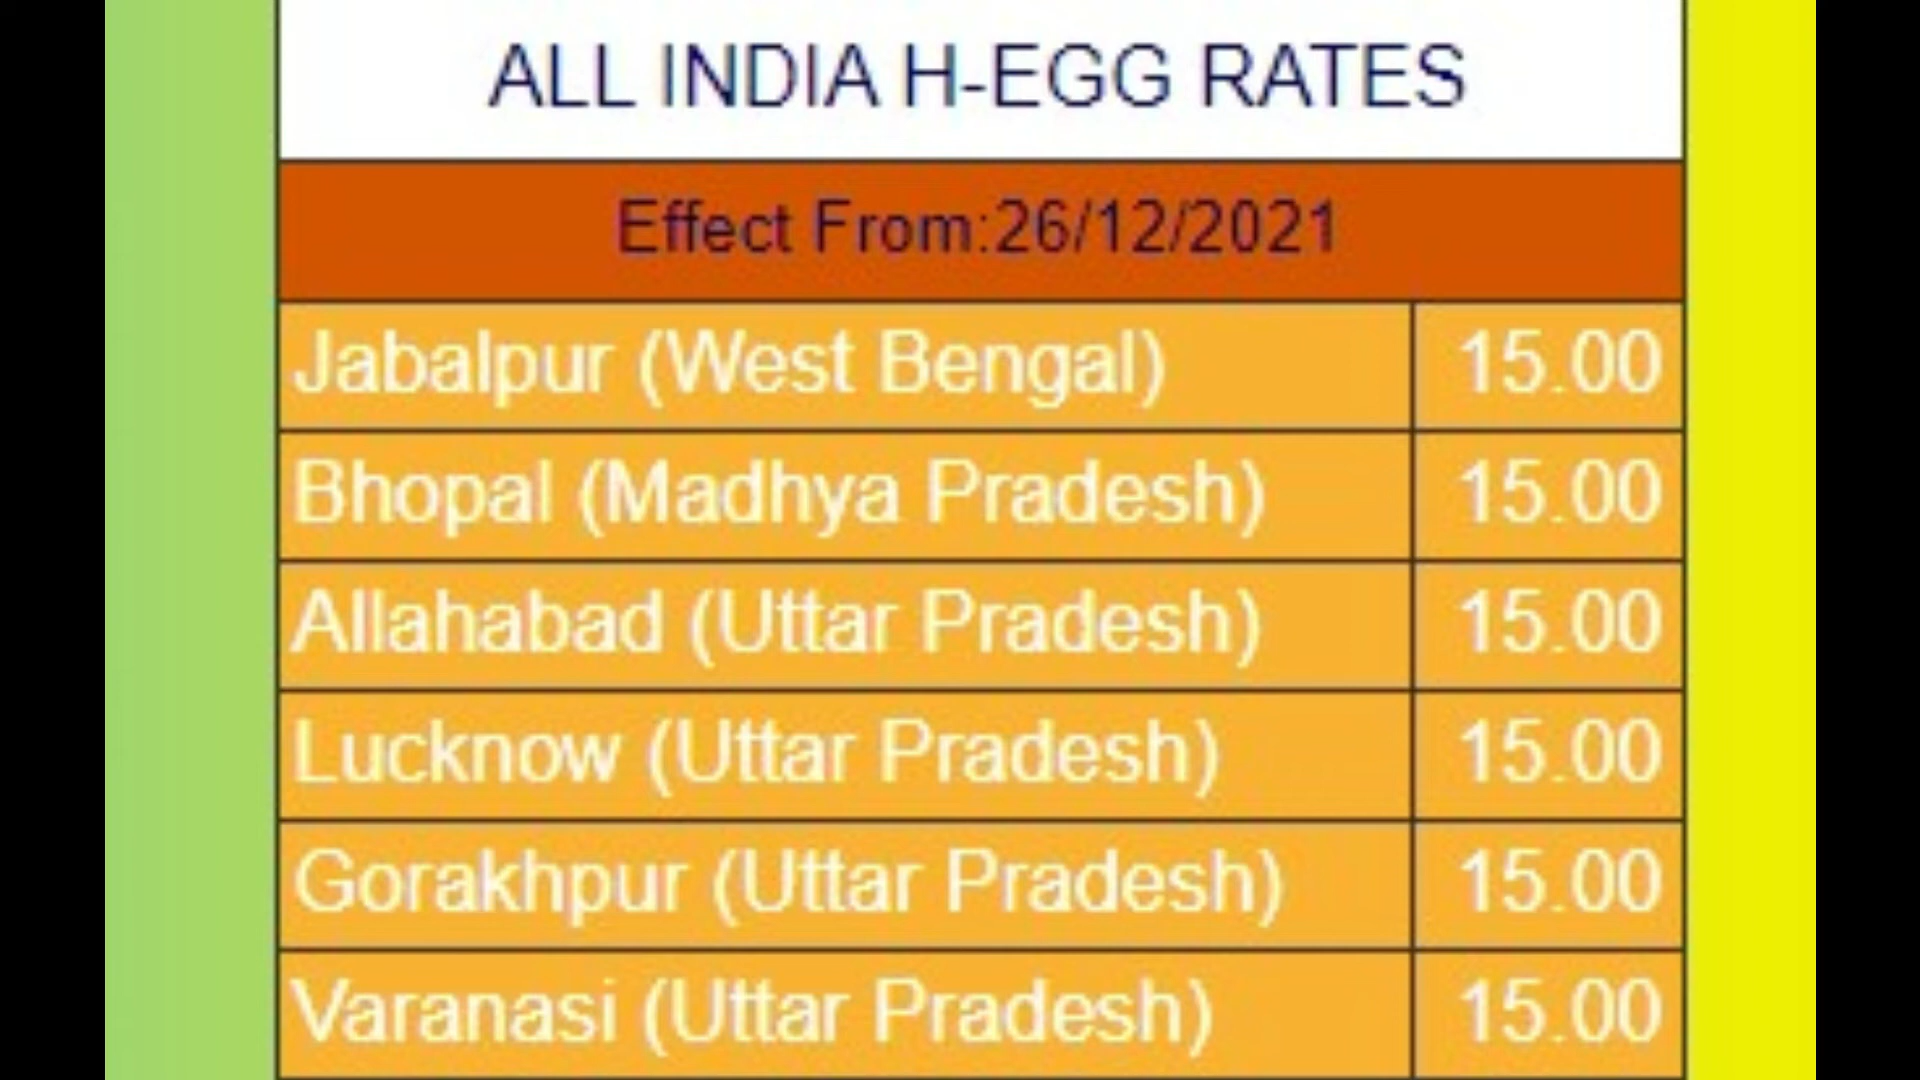 ALL INDIA H-EGG RATES
Effect From:26/12/2021
Jabalpur (West Bengal) 15.00
Bhopal (Madhya Pradesh) 15.00
Allahabad (Uttar Pradesh) 15.00
Lucknow (Uttar Pradesh) 15.00
Gorakhpur (Uttar Pradesh) 15.00
Varanasi (Uttar Pradesh) 15.00